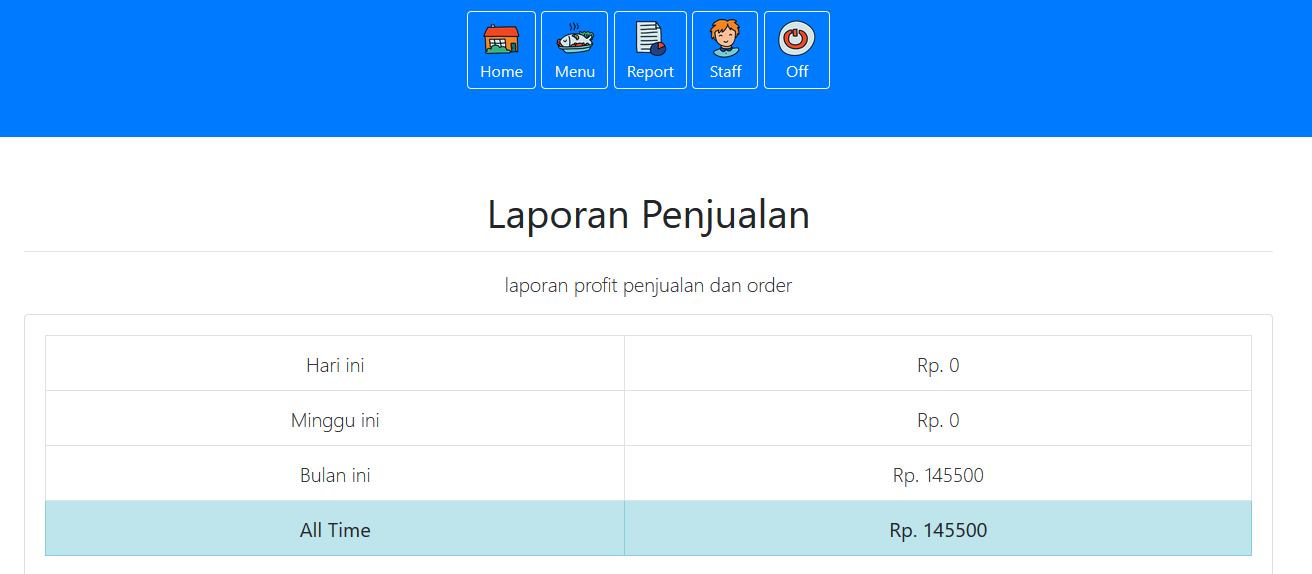 Home Menu Report Staff Off
Laporan Penjualan
laporan profit penjualan dan order
Hari ini Rp. 0
Minggu ini Rp. 0
Bulan ini Rp. 145500
All Time Rp. 145500